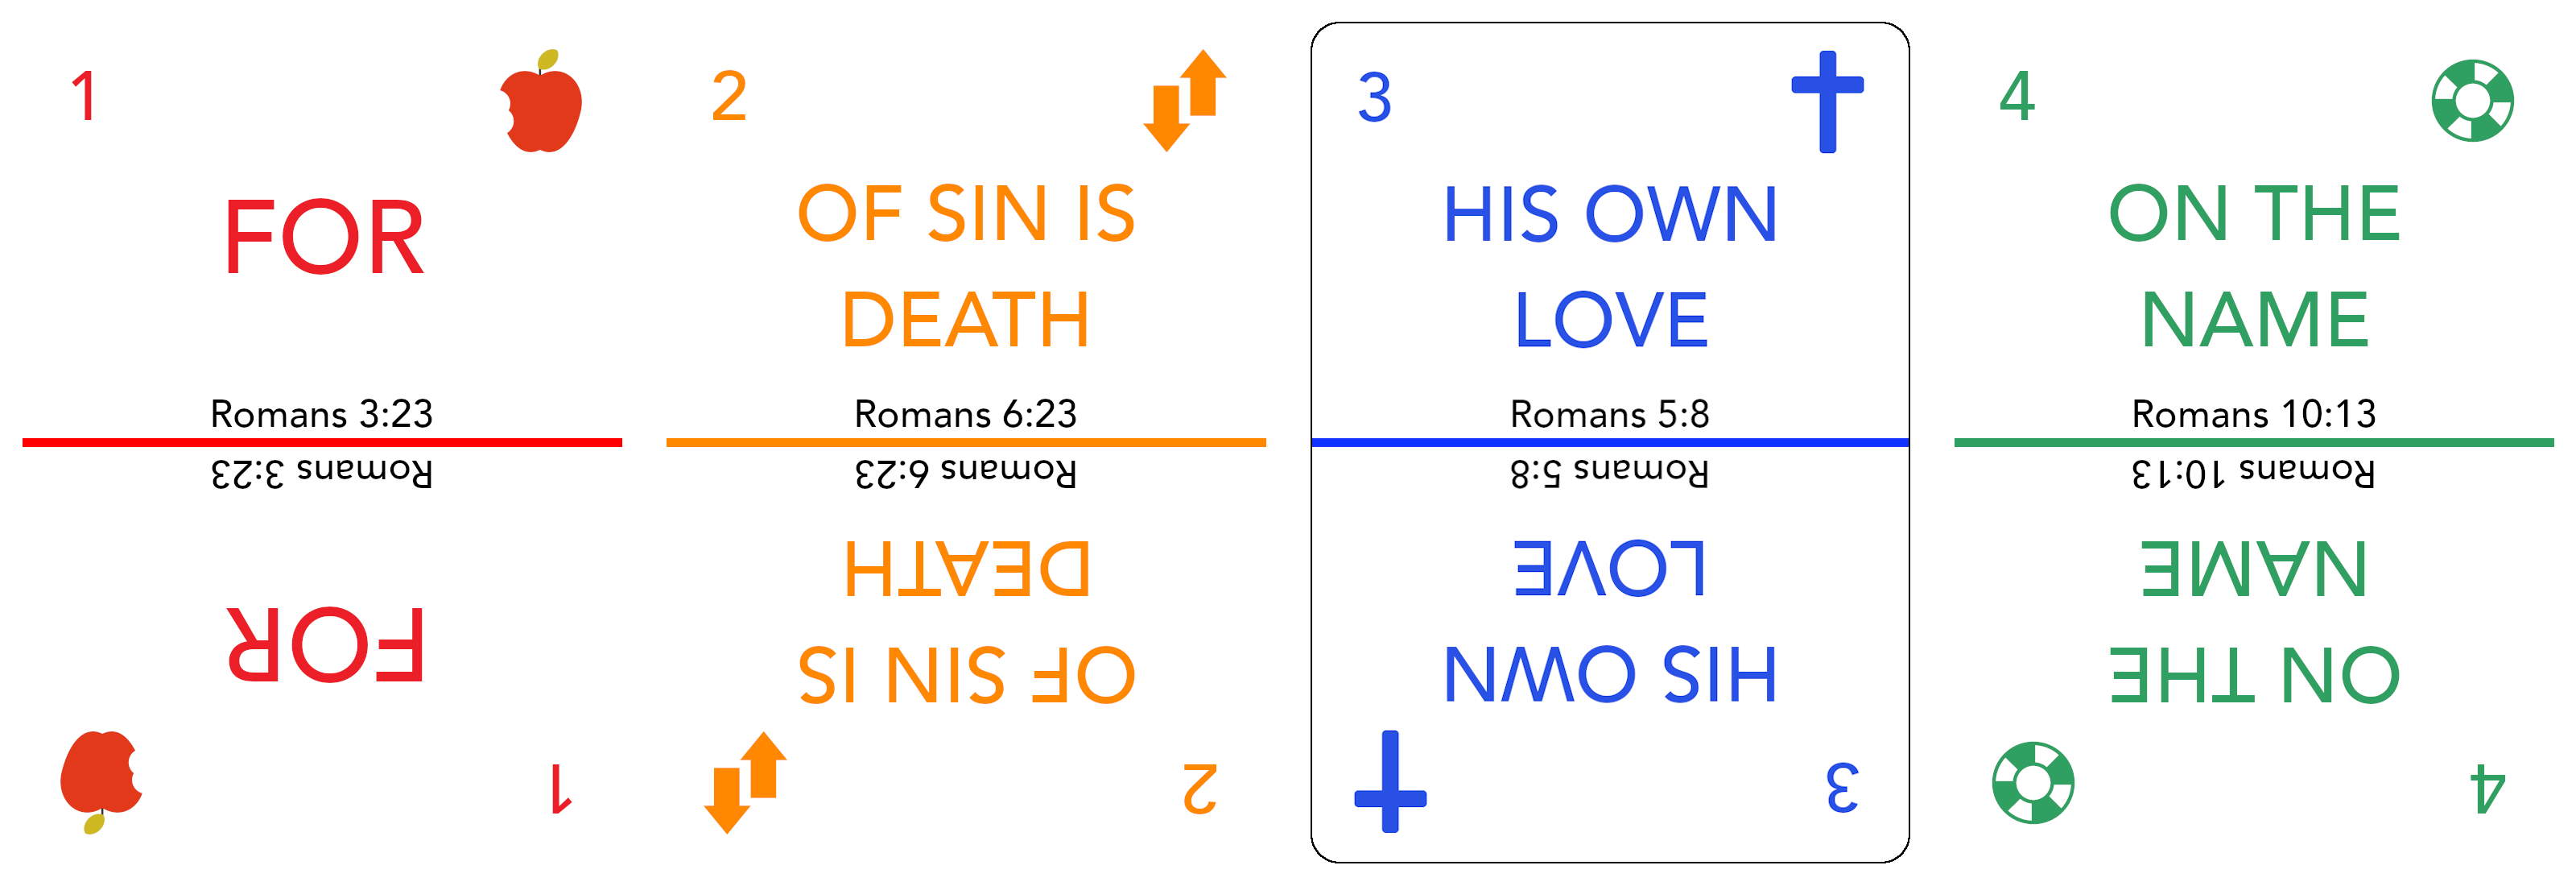 1
FOR
Romans 3:23
Romans 3:23
FOR
1
2
OF SIN IS
DEATH
Romans 6:23
Romans 6:23
DEATH
OF SIN IS
2
3
HIS OWN
LOVE
Romans 5:8
Romans 5:8
LOVE
HIS OWN
3
4
ON THE
NAME
Romans 10:13
Romans 10:13
NAME
ON THE
4